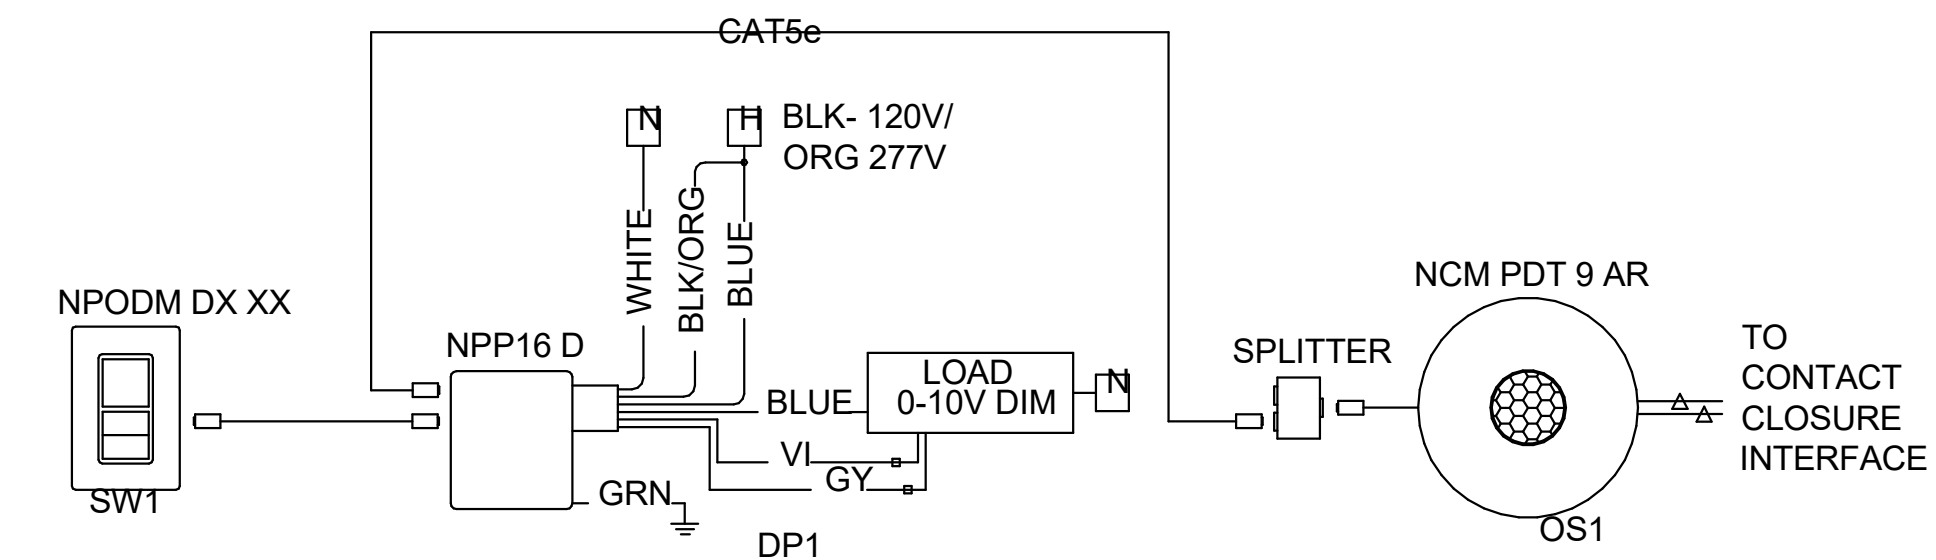 CAT5e
N
H
BLK- 120V/
ORG 277V
WHITE
BLK/ORG
BLUE
NPODM DX XX
SW1
NPP16 D
LOAD
0-10V DIM
N
BLUE
VI
GY
GRN
DP1
SPLITTER
NCM PDT 9 AR
OS1
TO
CONTACT
CLOSURE
INTERFACE